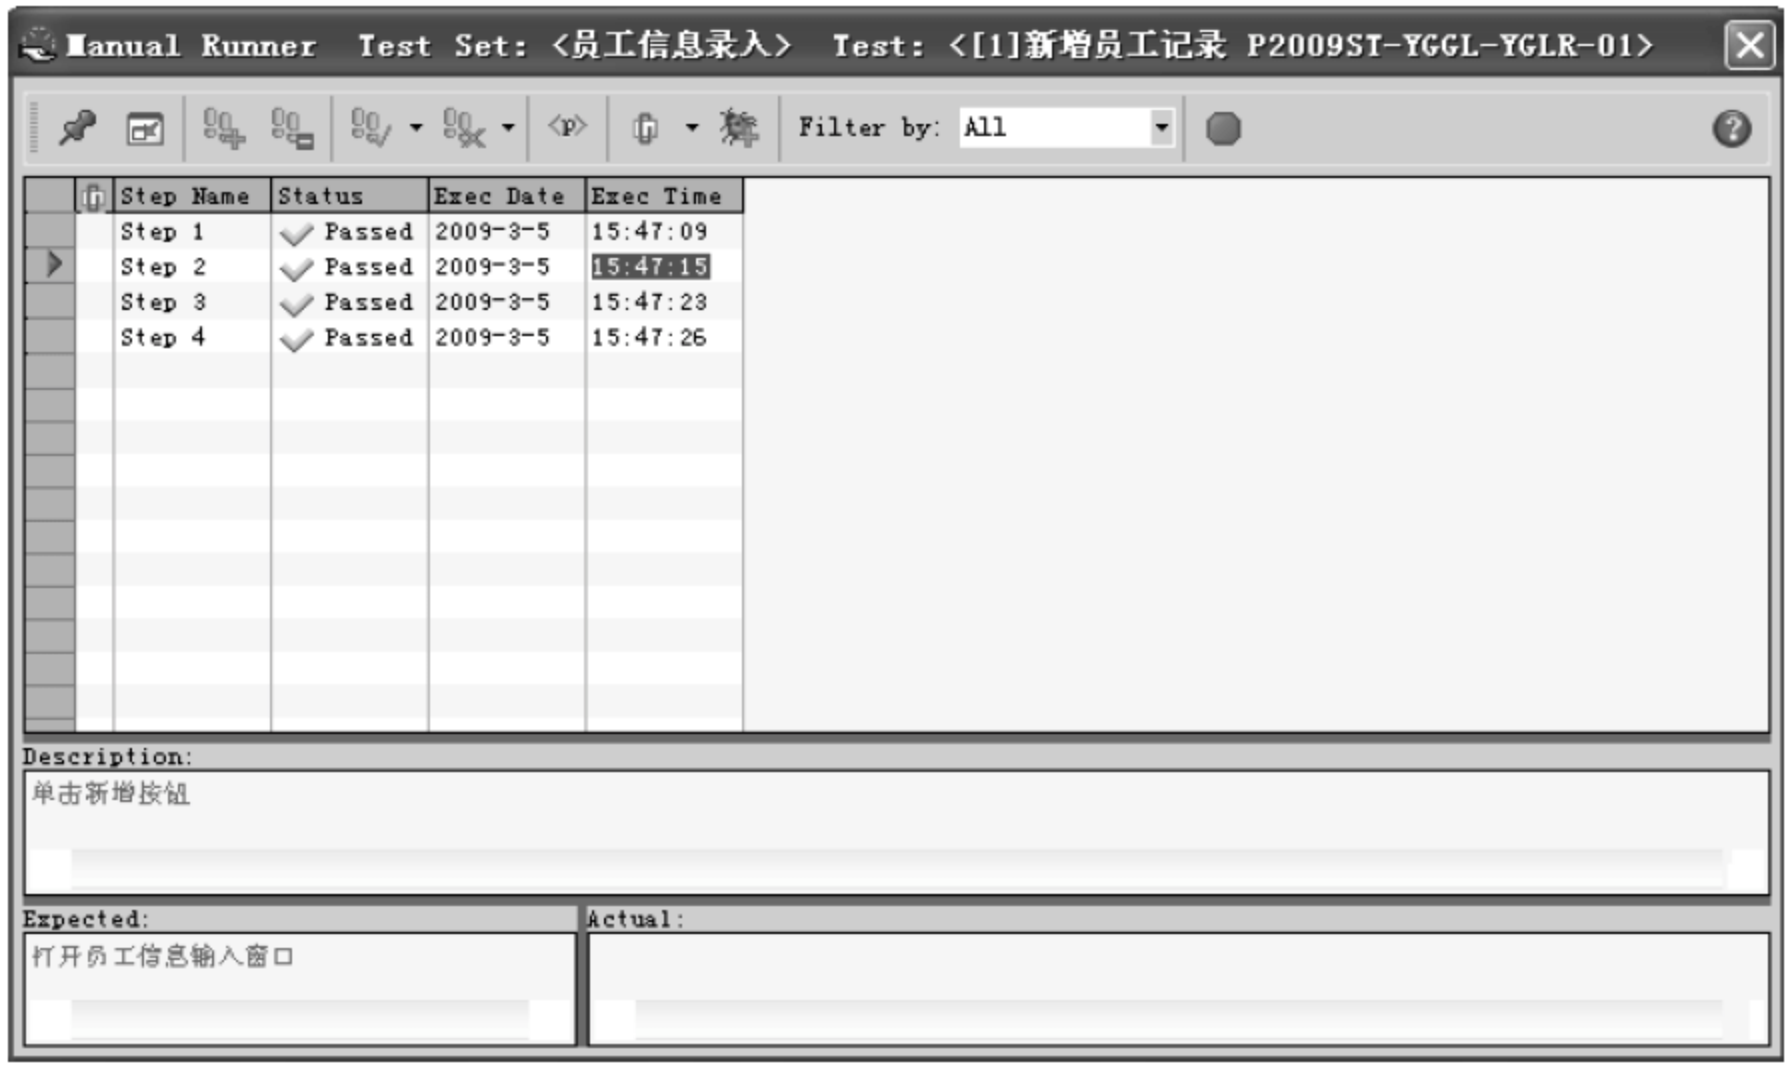 Manual Runner Test Set: <员工信息录入> Test: <[1]新增员工记录 P2009ST-YGGL-YGLR-01>
<P> Filter by: All
Step Name Status Exec Date Exec Time
Step 1 Passed 2009-3-5 15:47:09
Step 2 Passed 2009-3-5 15:47:15
Step 3 Passed 2009-3-5 15:47:23
Step 4 Passed 2009-3-5 15:47:26
Description:
单击新增按钮
Expected: Actual:
打开员工信息输入窗口